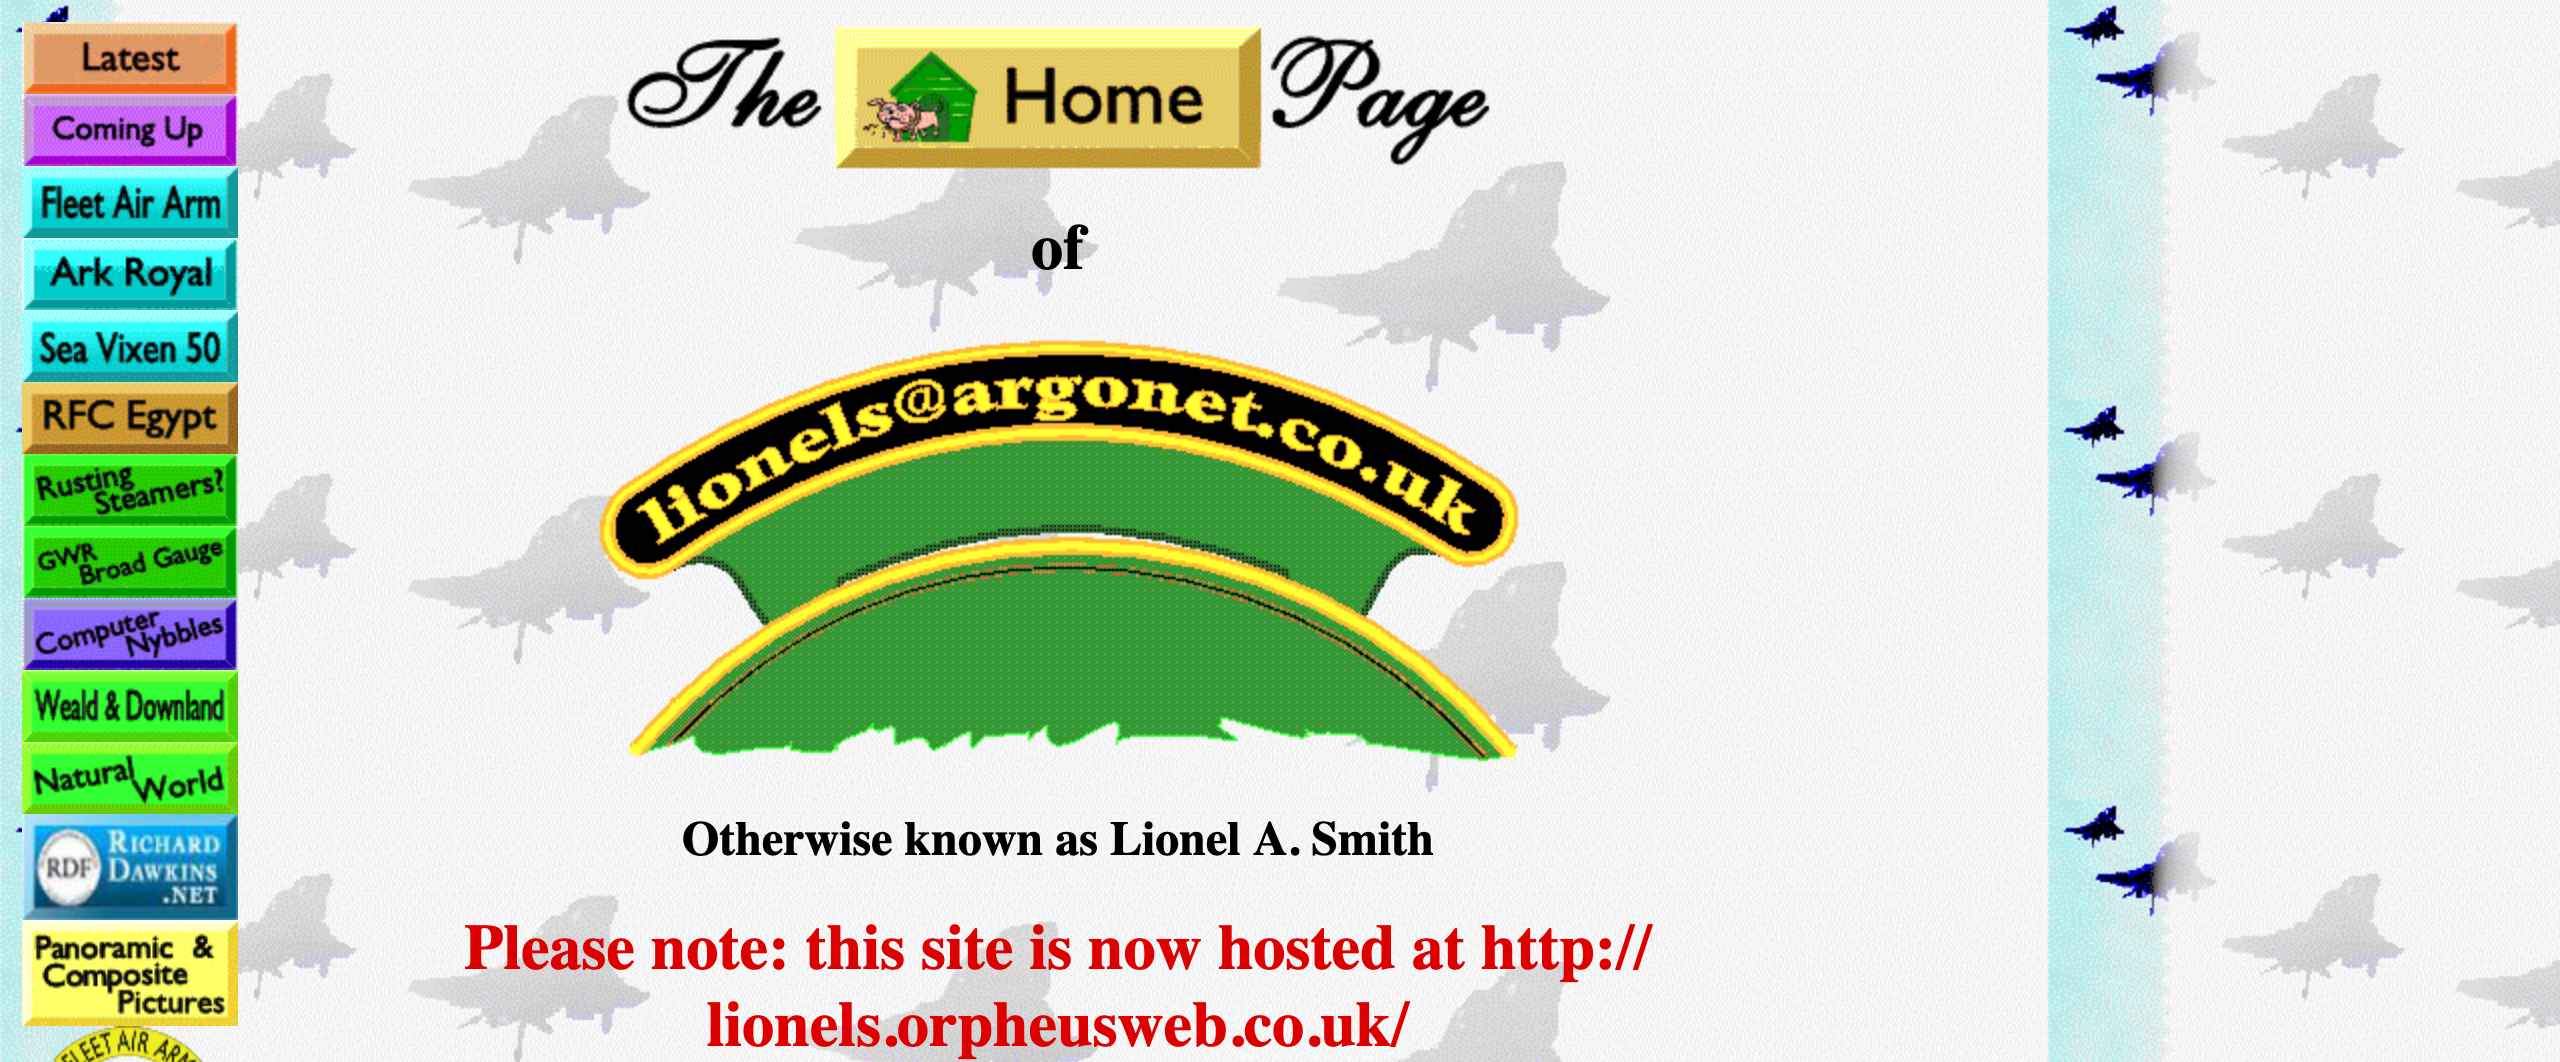 Latest
Coming Up
Fleet Air Arm
Ark Royal
Sea Vixen 50
RFC Egypt
Rusting
Steamers?
GWR
Broad Gauge
Computer
Nybbles
Weald & Downland
Natural
World
RDF
RICHARD
DAWKINS
.NET
Panoramic &
Composite
Pictures
FLEET AIR ARM
The Home Page
of
lionels@argonet.co.uk
Otherwise known as Lionel A. Smith
Please note: this site is now hosted at http://
lionels.orpheusweb.co.uk/